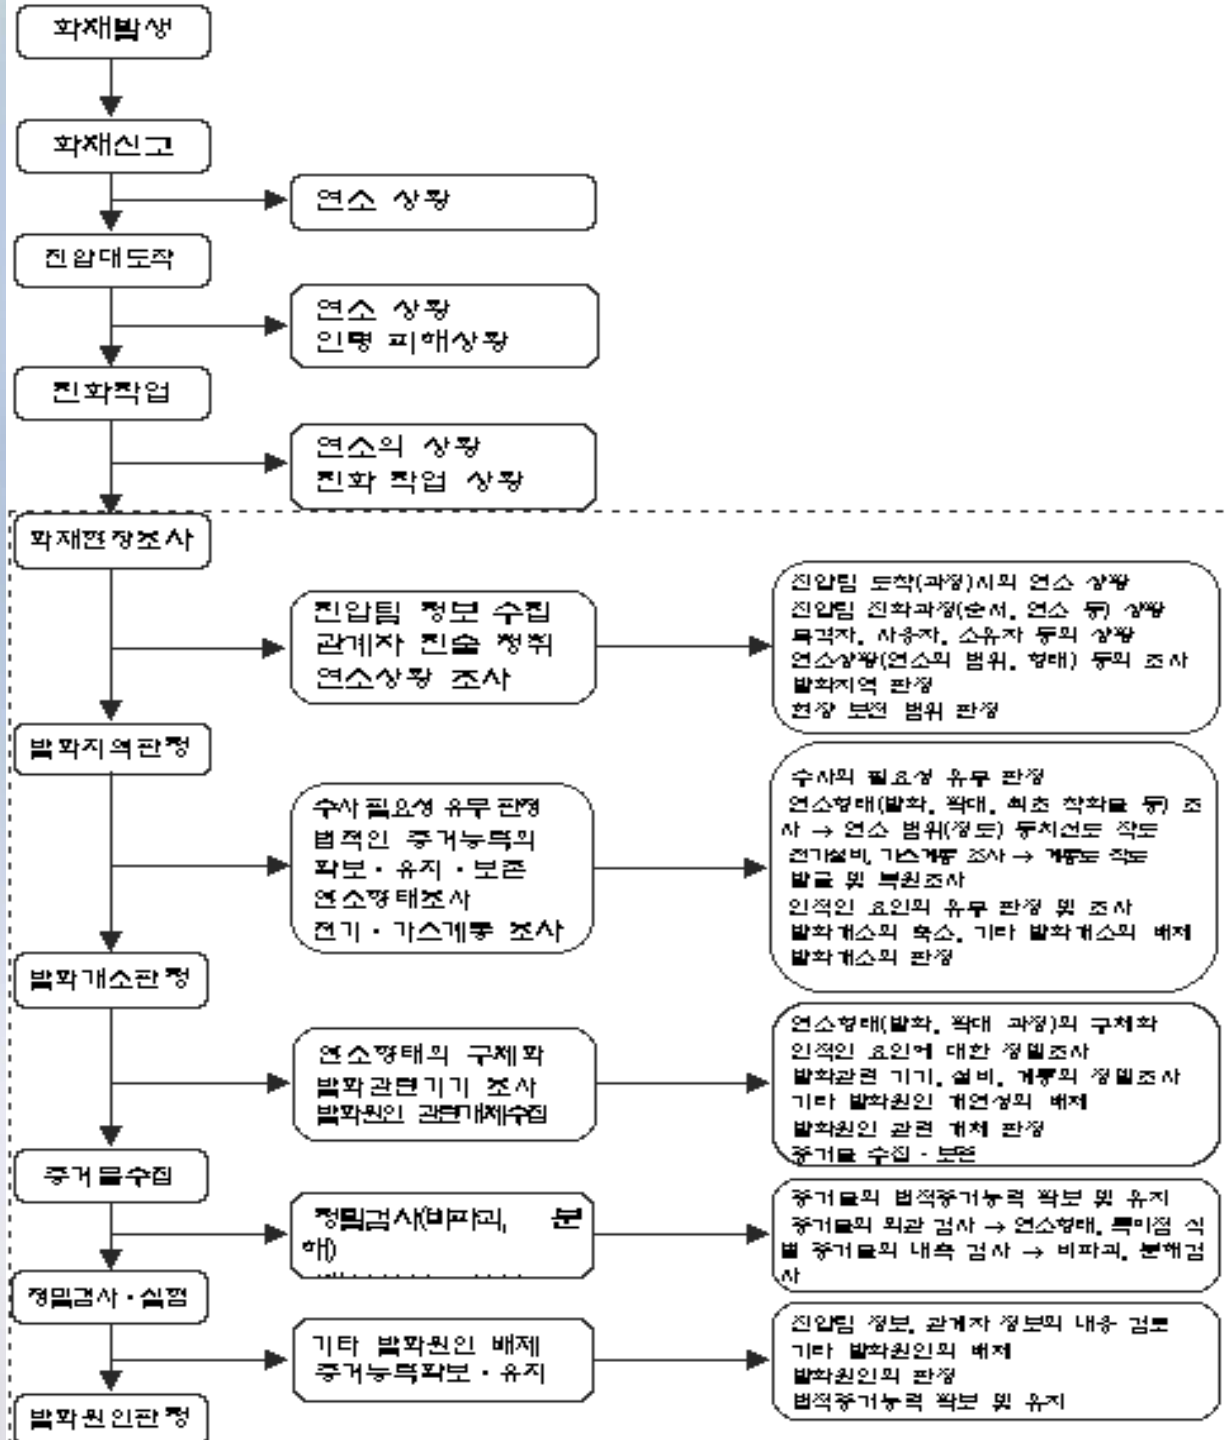 화재발생
화재신고
연소 상황
진압대도착
연소 상황
인명 피해상황
진화작업
연소의 상황
진화 작업 상황
화재현장조사
진압팀 정보 수집
관계자 진술 청취
연소상황 조사
진압팀 도착(과정)시의 연소 상황
진압팀 진화과정(순서, 연소 등) 상황
목격자, 사용자, 소유자 등의 상황
연소상황(연소의 범위, 형태) 등의 조사
발화지역 판정
현장 보전 범위 판정
발화지역판정
수사필요성 유무 판정
법적인 증거능력의
확보·유지·보존
연소형태조사
전기·가스계통 조사
수사의 필요성 유무 판정
연소형태(발화, 확대, 최초 착화물 등) 조
사 → 연소 범위(정도) 등치선도 작도
전기설비, 가스계통 조사 → 계통도 작도
발굴 및 복원조사
인적인 요인의 유무 판정 및 조사
발화개소의 축소, 기타 발화개소의 배제
발화개소의 판정
발화개소판정
연소형태의 구체화
발화관련기기 조사
발화원인 관련개체수집
연소형태(발화, 확대 과정)의 구체화
인적인 요인에 대한 정밀조사
발화관련 기기, 설비, 계통의 정밀조사
기타 발화원인 개연성의 배제
발화원인 관련 개체 판정
증거물 수집·보전
증거물수집
정밀검사(비파괴, 분
해)
증거물의 법적증거능력 확보 및 유지
증거물의 외관 검사 → 연소형태, 특이점 식
별 증거물의 내측 검사 → 비파괴, 분해검
사
정밀검사·실험
기타 발화원인 배제
증거능력확보·유지
진압팀 정보, 관계자 정보의 내용 검토
기타 발화원인의 배제
발화원인의 판정
법적증거능력 확보 및 유지
발화원인판정